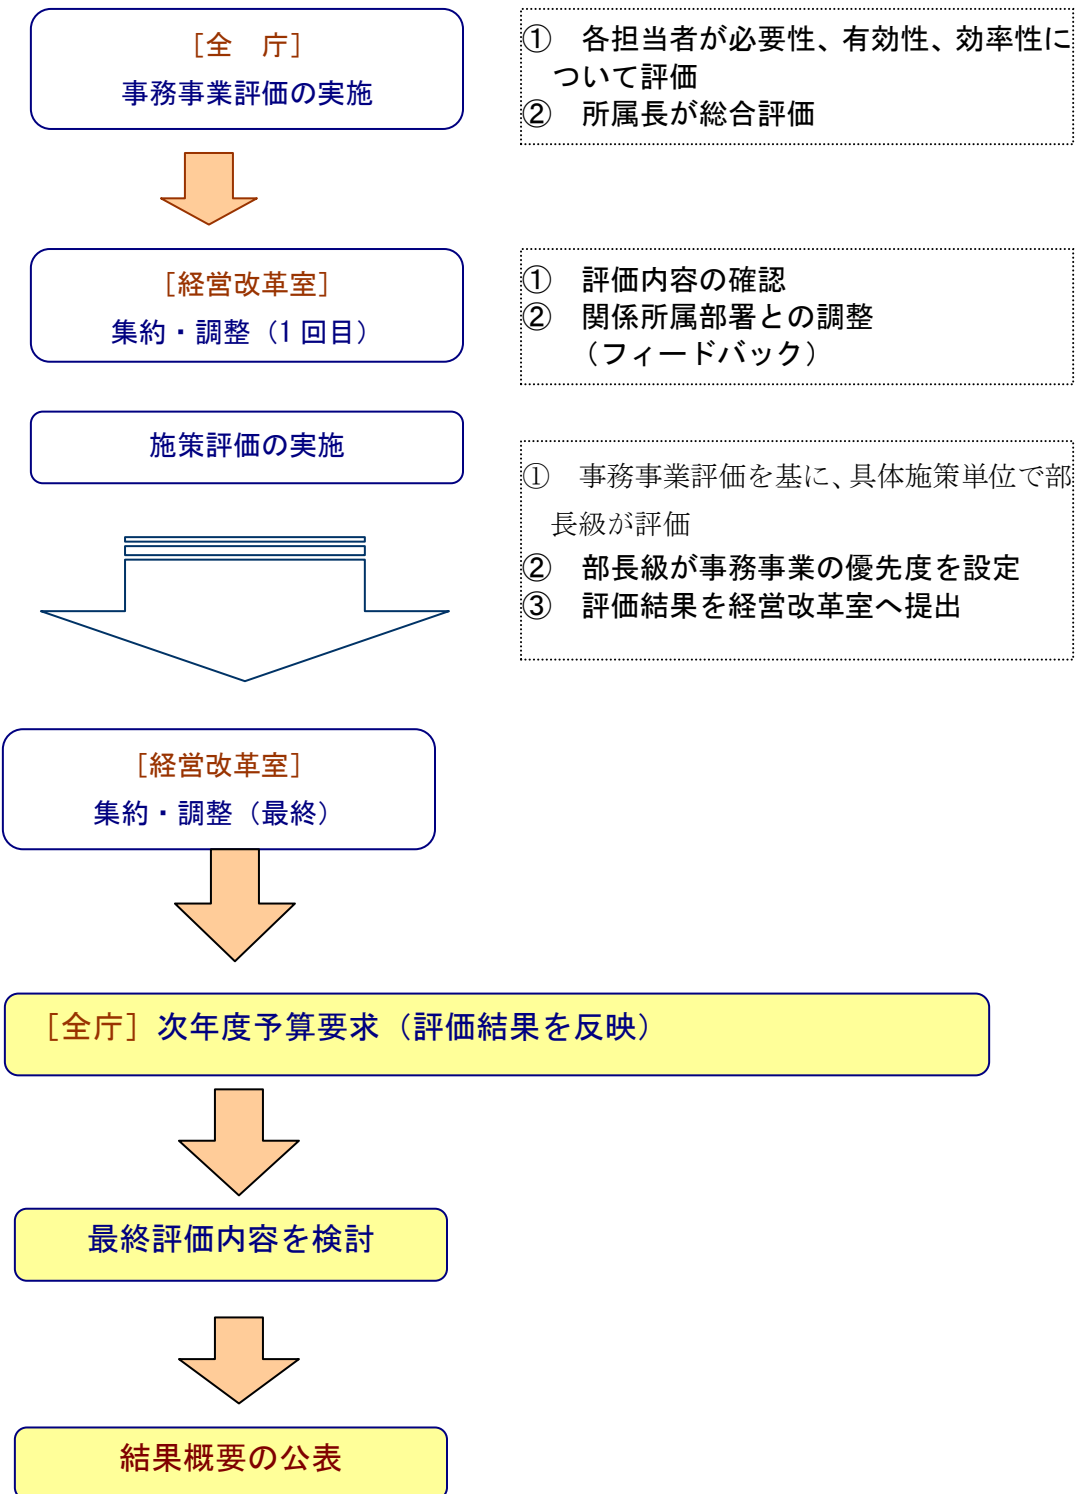 ［全　庁］
事務事業評価の実施
①　各担当者が必要性、有効性、効率性に
ついて評価
②　所属長が総合評価
［経営改革室］
集約・調整（1 回目）
①　評価内容の確認
②　関係所属部署との調整
（フィードバック）
施策評価の実施
①　事務事業評価を基に、具体施策単位で部
長級が評価
②　部長級が事務事業の優先度を設定
③　評価結果を経営改革室へ提出
［経営改革室］
集約・調整（最終）
［全庁］次年度予算要求（評価結果を反映）
最終評価内容を検討
結果概要の公表